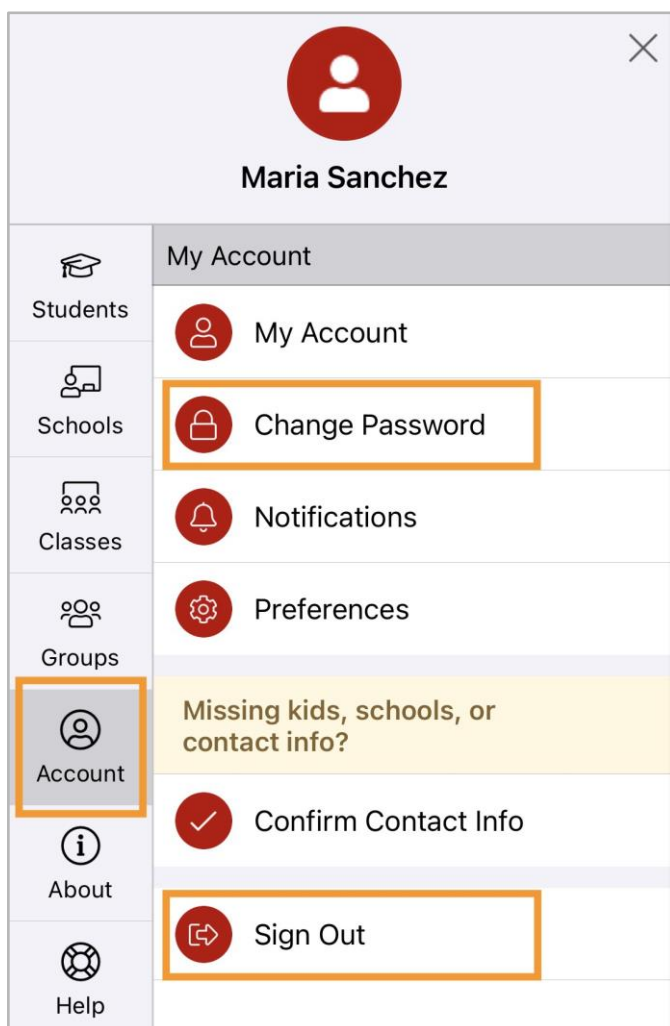 Maria Sanchez
Students
Schools
Classes
Groups
Account
About
Help
My Account
My Account
Change Password
Notifications
Preferences
Missing kids, schools, or
contact info?
Confirm Contact Info
Sign Out